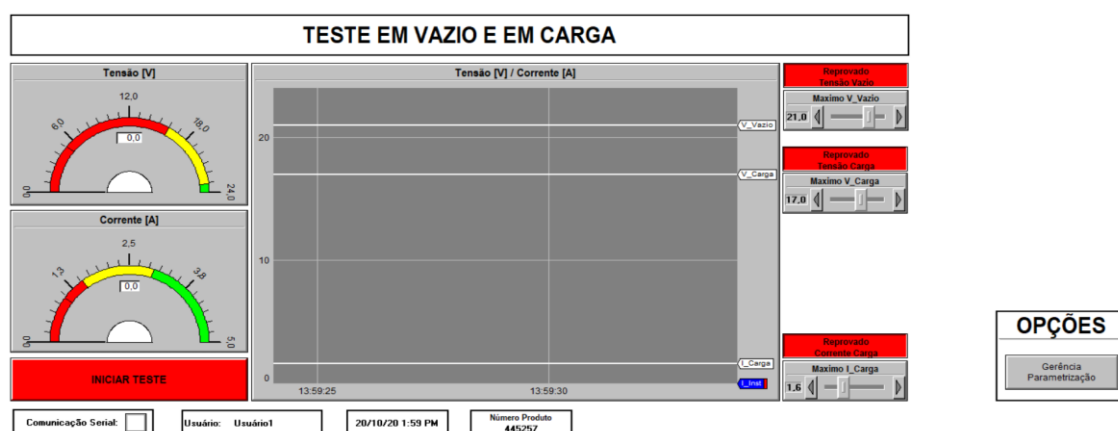 TESTE EM VAZIO E EM CARGA
Tensão [V]
0,0
6,0
12,0
18,0
24,0
0,0
Corrente [A]
0,0
1,3
2,5
3,8
5,0
0,0
INICIAR TESTE
Tensão [V] / Corrente [A]
20
10
0
13:59:25
13:59:30
V_Vazio
V_Carga
I_Carga
I_Inst
Reprovado
Tensão Vazio
Maximo V_Vazio
21,0
Reprovado
Tensão Carga
Maximo V_Carga
17,0
Reprovado
Corrente Carga
Maximo I_Carga
1,6
OPÇÕES
Gerência
Parametrização
Comunicação Serial:
Usuário: Usuário1
20/10/20 1:59 PM
Número Produto
445257